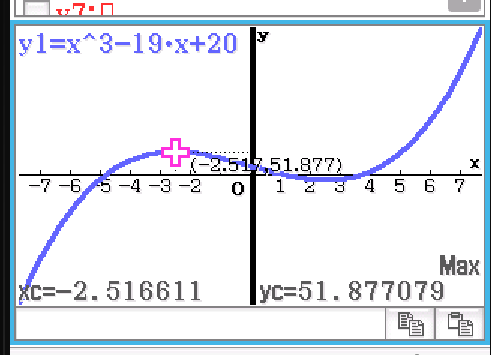 y7:
y1=x^3−19·x+20
y
(−2.517,51.877)
x
−7 −6 −5 −4 −3 −2 O 1 2 3 4 5 6 7
Max
xc=−2.516611 yc=51.877079